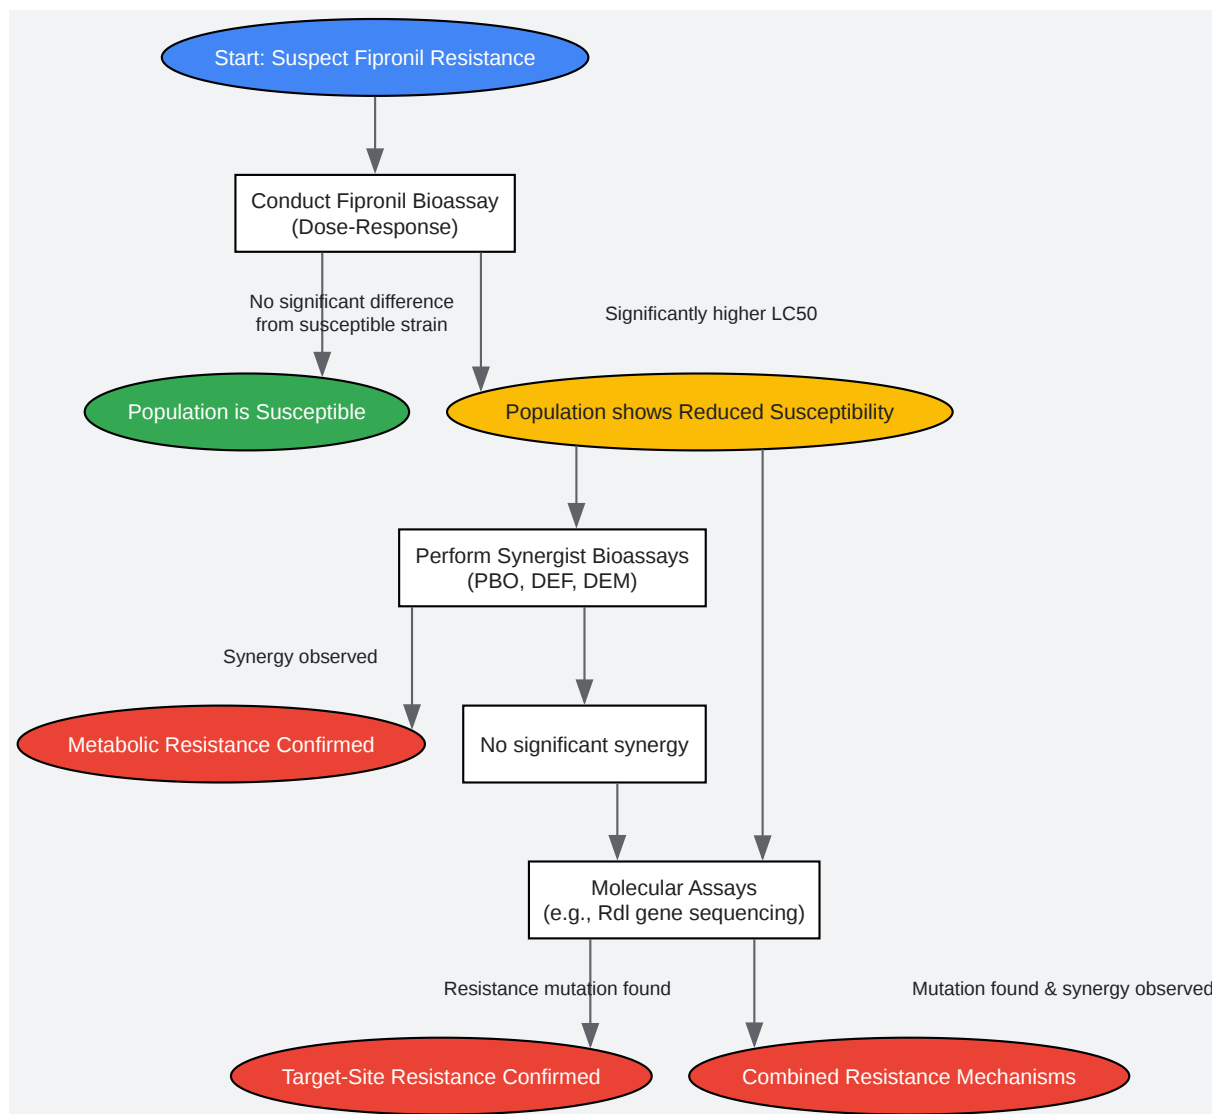 Start: Suspect Fipronil Resistance
Conduct Fipronil Bioassay
(Dose-Response)
No significant difference
from susceptible strain
Significantly higher LC50
Population is Susceptible
Population shows Reduced Susceptibility
Perform Synergist Bioassays
(PBO, DEF, DEM)
Synergy observed
Metabolic Resistance Confirmed
No significant synergy
Molecular Assays
(e.g., Rdl gene sequencing)
Resistance mutation found
Mutation found & synergy observed
Target-Site Resistance Confirmed
Combined Resistance Mechanisms